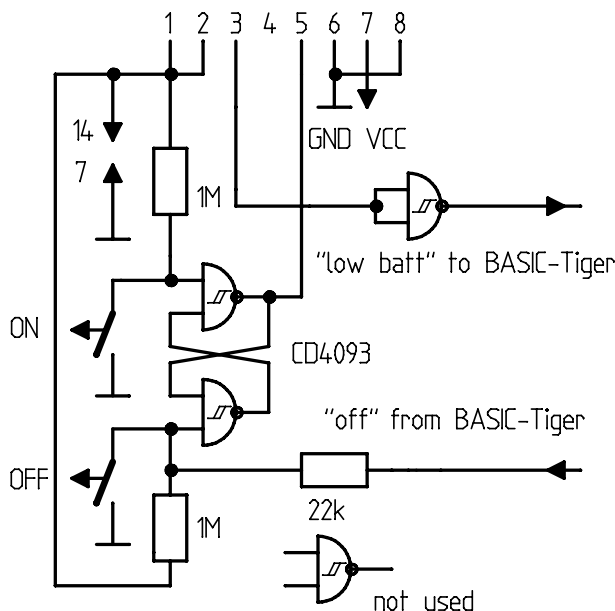 1 2 3 4 5 6 7 8
14
GND VCC
7
1M
"low batt" to BASIC-Tiger
ON
CD4093
"off" from BASIC-Tiger
OFF
22k
1M
not used